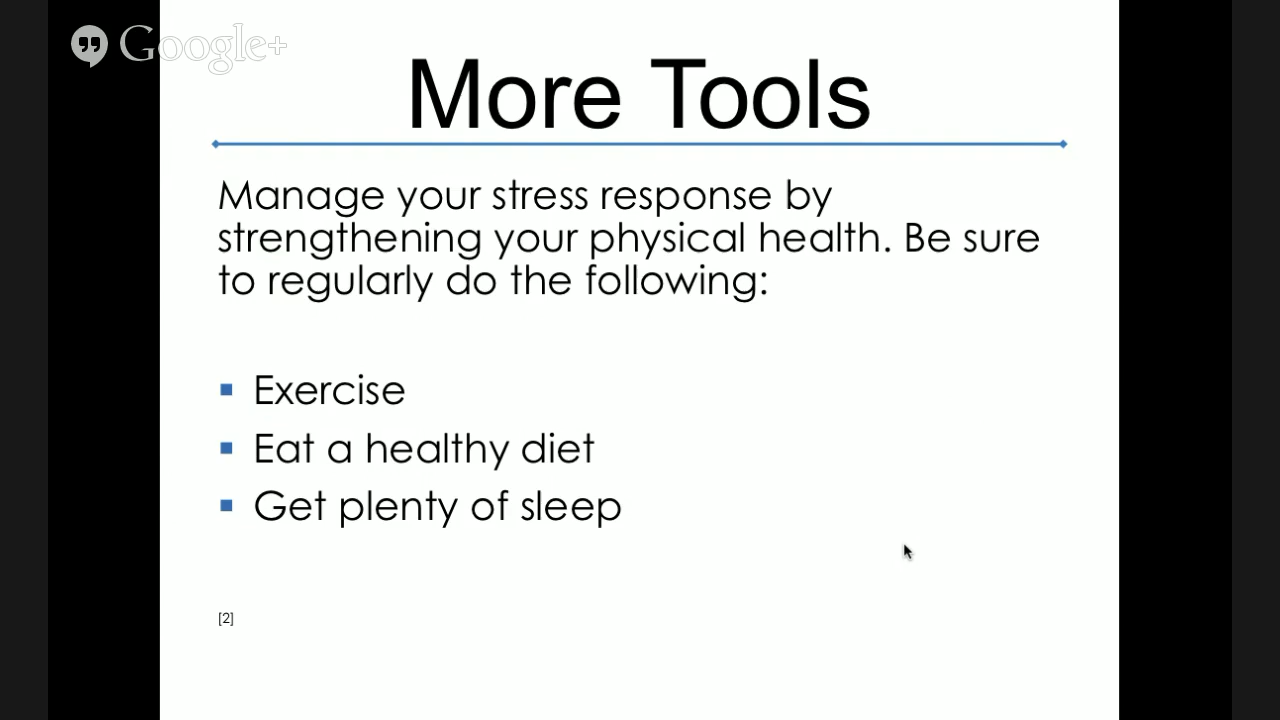 Google+
More Tools
Manage your stress response by
strengthening your physical health. Be sure
to regularly do the following:
Exercise
Eat a healthy diet
Get plenty of sleep
[2]